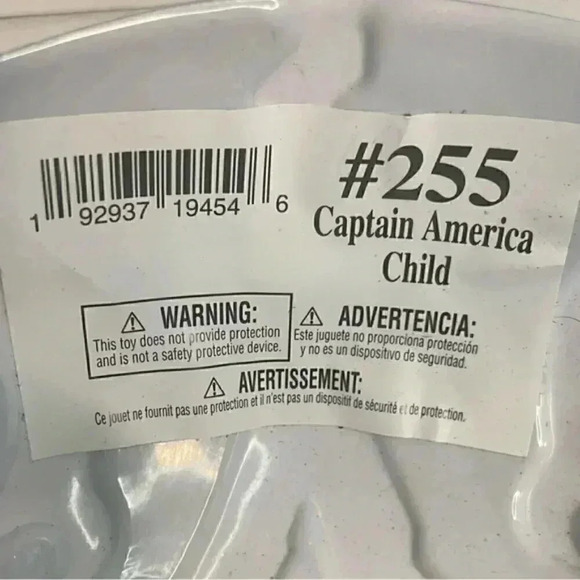 1 92937 19454 6
#255
Captain America
Child
WARNING:
This toy does not provide protection
and is not a safety protective device.
ADVERTENCIA:
Este juguete no proporciona protección
y no es un dispositivo de seguridad.
AVERTISSEMENT:
Ce jouet ne fournit pas une protection et il n'est pas un dispositif de sécurité et de protection.